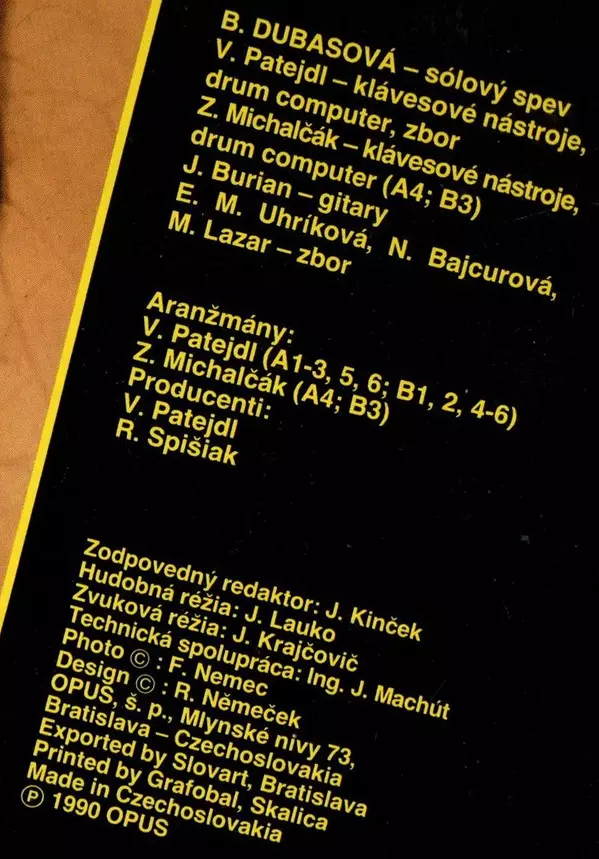 B. DUBASOVÁ – sólový spev
V. Patejdl – klávesové nástroje,
drum computer, zbor
Z. Michalčák – klávesové nástroje,
drum computer (A4; B3)
J. Burian – gitary
E. M. Uhríková, N. Bajcurová,
M. Lazar – zbor
Aranžmány:
V. Patejdl (A1-3, 5, 6; B1, 2, 4-6)
Z. Michalčák (A4; B3)
Producenti:
V. Patejdl
R. Spišiak
Zodpovedný redaktor: J. Kinček
Hudobná réžia: J. Lauko
Zvuková réžia: J. Krajčovič
Technická spolupráca: Ing. J. Machút
Photo © : F. Nemec
Design © : R. Němeček
OPUS, š. p., Mlynské nivy 73,
Bratislava – Czechoslovakia
Exported by Slovart, Bratislava
Printed by Grafobal, Skalica
Made in Czechoslovakia
℗ 1990 OPUS